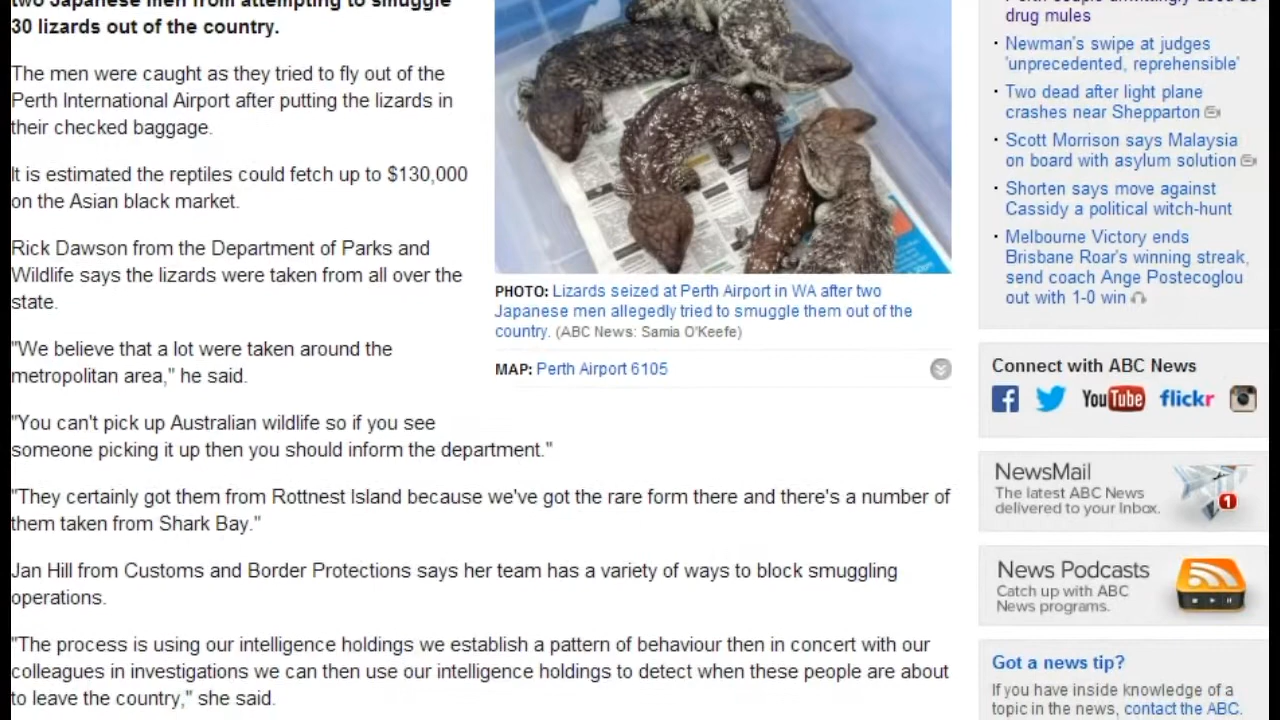 two Japanese men from attempting to smuggle
30 lizards out of the country.
The men were caught as they tried to fly out of the
Perth International Airport after putting the lizards in
their checked baggage.
It is estimated the reptiles could fetch up to $130,000
on the Asian black market.
Rick Dawson from the Department of Parks and
Wildlife says the lizards were taken from all over the
state.
"We believe that a lot were taken around the
metropolitan area," he said.
"You can't pick up Australian wildlife so if you see
someone picking it up then you should inform the department."
"They certainly got them from Rottnest Island because we've got the rare form there and there's a number of
them taken from Shark Bay."
Jan Hill from Customs and Border Protections says her team has a variety of ways to block smuggling
operations.
"The process is using our intelligence holdings we establish a pattern of behaviour then in concert with our
colleagues in investigations we can then use our intelligence holdings to detect when these people are about
to leave the country," she said.
PHOTO: Lizards seized at Perth Airport in WA after two
Japanese men allegedly tried to smuggle them out of the
country. (ABC News: Samia O'Keefe)
MAP: Perth Airport 6105
drug mules
· Newman's swipe at judges
'unprecedented, reprehensible'
· Two dead after light plane
crashes near Shepparton
· Scott Morrison says Malaysia
on board with asylum solution
· Shorten says move against
Cassidy a political witch-hunt
· Melbourne Victory ends
Brisbane Roar's winning streak,
send coach Ange Postecoglou
out with 1-0 win
Connect with ABC News
YouTube flickr
NewsMail
The latest ABC News
delivered to your Inbox.
1
News Podcasts
Catch up with ABC
News programs.
Got a news tip?
If you have inside knowledge of a
topic in the news, contact the ABC.